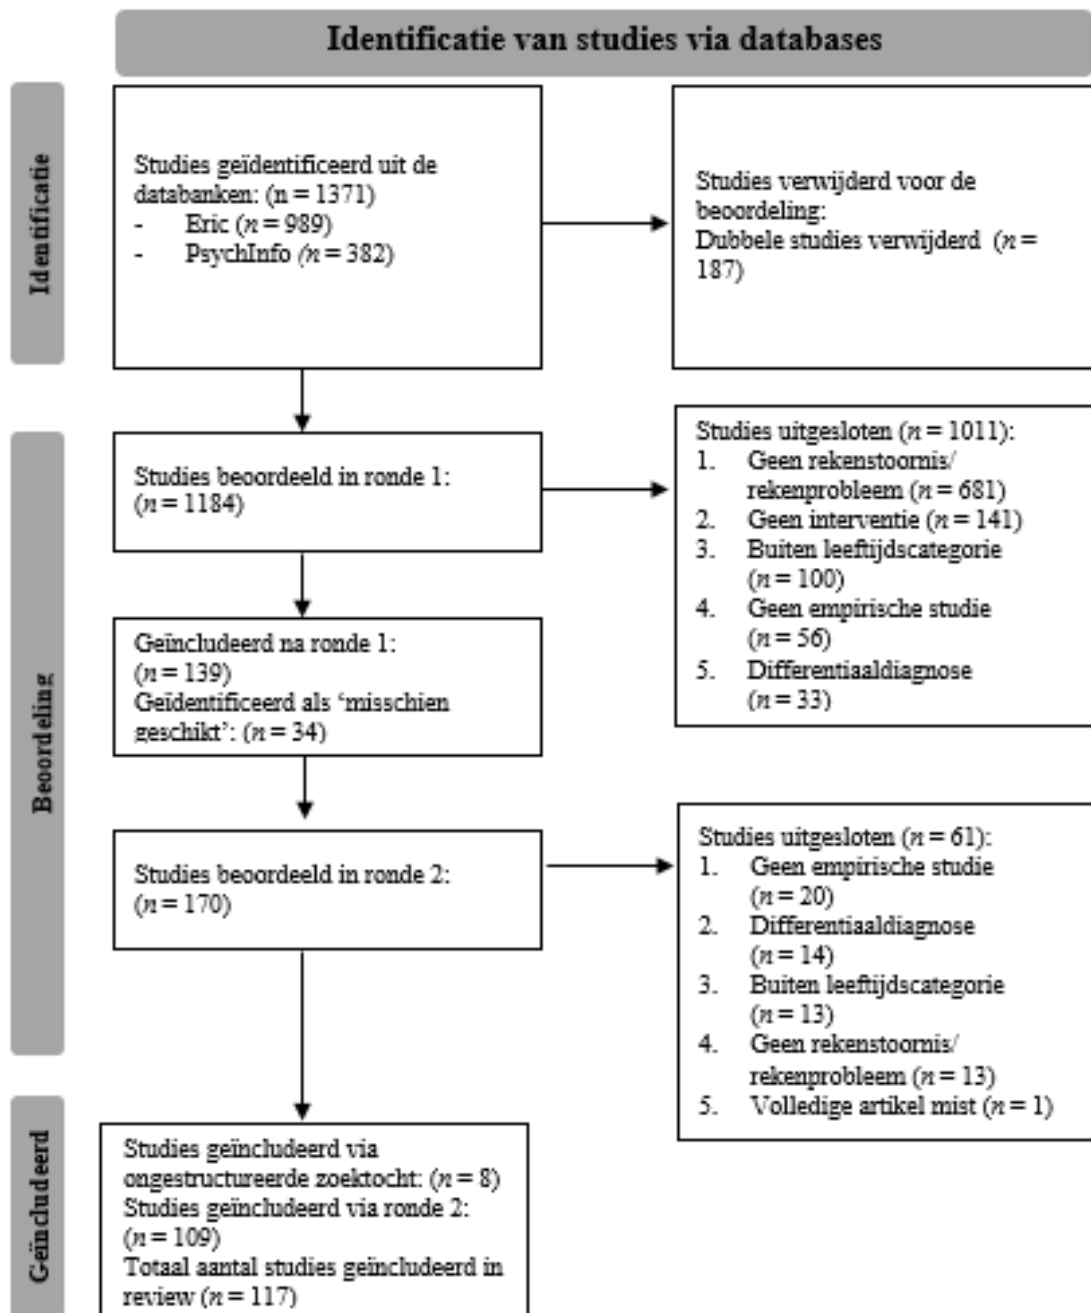 Identificatie van studies via databases
Identificatie
Studies geïdentificeerd uit de
databanken: (n = 1371)
- Eric (n = 989)
- PsychInfo (n = 382)
Studies verwijderd voor de
beoordeling:
Dubbele studies verwijderd (n =
187)
Beoordeling
Studies beoordeeld in ronde 1:
(n = 1184)
Studies uitgesloten (n = 1011):
1. Geen rekenstoornis/
rekenprobleem (n = 681)
2. Geen interventie (n = 141)
3. Buiten leeftijdscategorie
(n = 100)
4. Geen empirische studie
(n = 56)
5. Differentiaaldiagnose
(n = 33)
Geïncludeerd na ronde 1:
(n = 139)
Geïdentificeerd als ‘misschien
geschikt’: (n = 34)
Studies beoordeeld in ronde 2:
(n = 170)
Studies uitgesloten (n = 61):
1. Geen empirische studie
(n = 20)
2. Differentiaaldiagnose
(n = 14)
3. Buiten leeftijdscategorie
(n = 13)
4. Geen rekenstoornis/
rekenprobleem (n = 13)
5. Volledige artikel mist (n = 1)
Geïncludeerd
Studies geïncludeerd via
ongestructureerde zoektocht: (n = 8)
Studies geïncludeerd via ronde 2:
(n = 109)
Totaal aantal studies geïncludeerd in
review (n = 117)